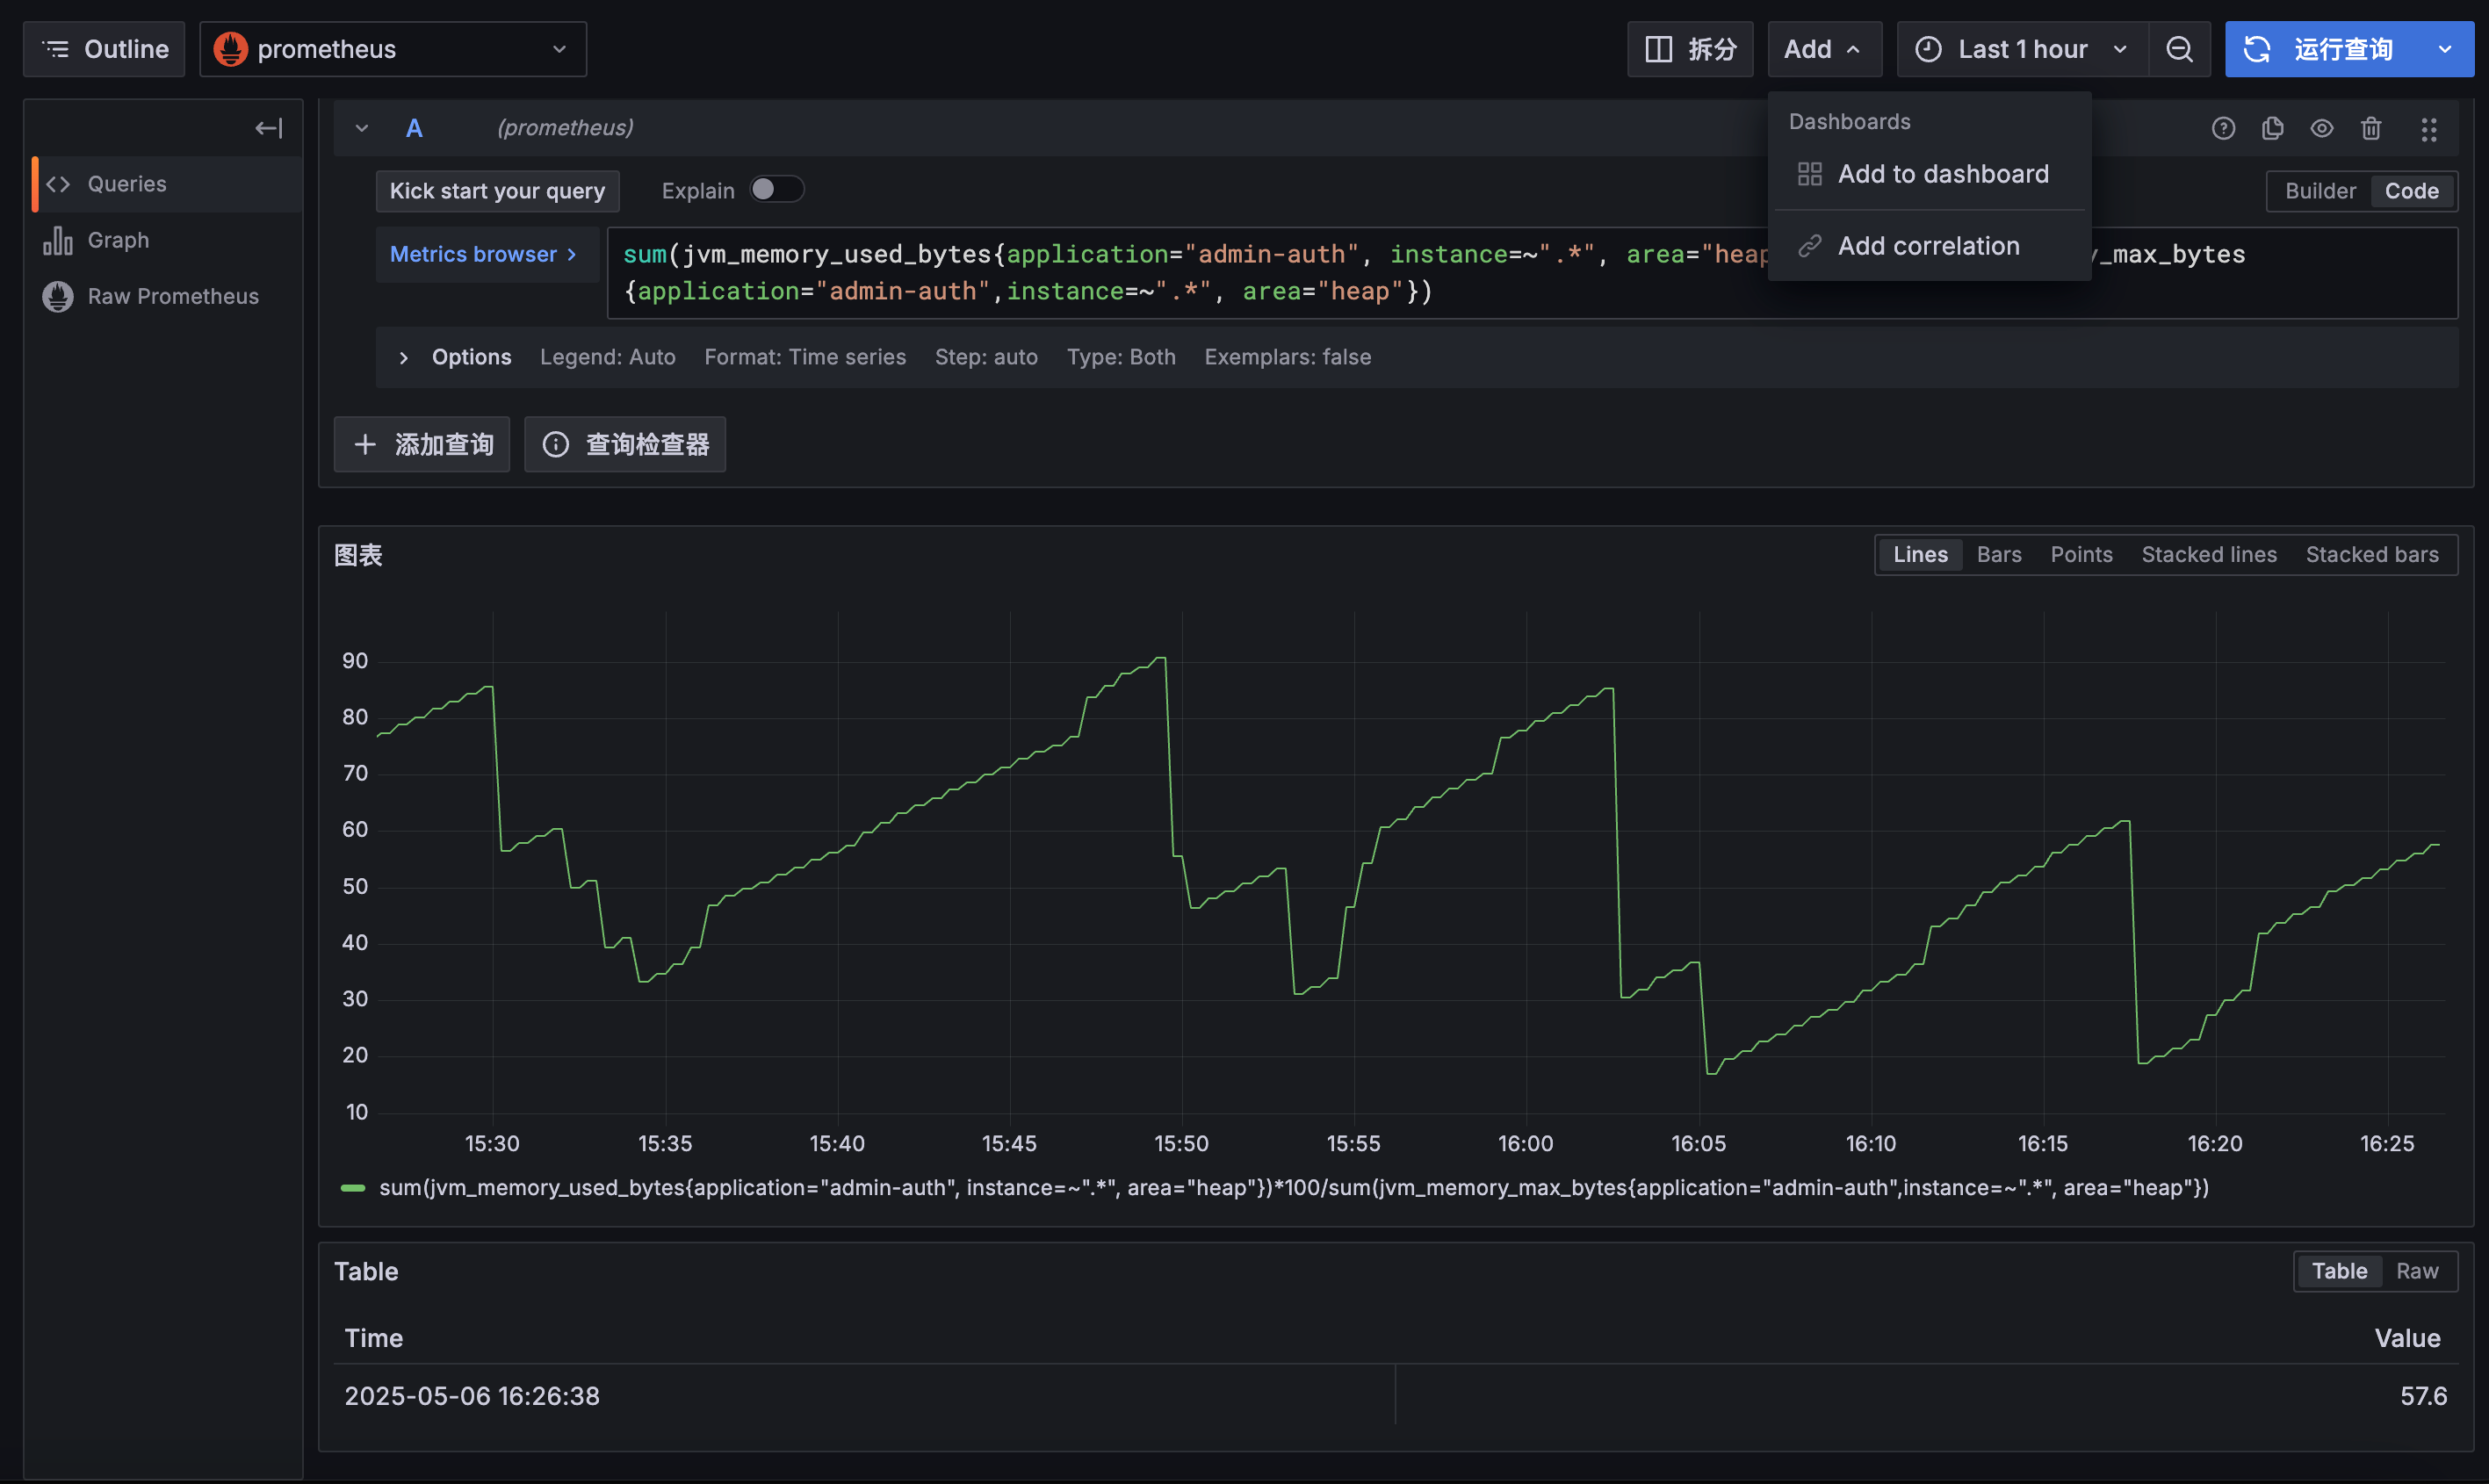 Outline
prometheus
拆分
Add
Last 1 hour
运行查询
Dashboards
Add to dashboard
Add correlation
Queries
Graph
Raw Prometheus
A
(prometheus)
Kick start your query
Explain
Builder
Code
Metrics browser >
sum(jvm_memory_used_bytes{application="admin-auth", instance=~".*", area="heap _max_bytes
{application="admin-auth",instance=~".*", area="heap"})
Options
Legend: Auto
Format: Time series
Step: auto
Type: Both
Exemplars: false
添加查询
查询检查器
图表
Lines
Bars
Points
Stacked lines
Stacked bars
90
80
70
60
50
40
30
20
10
15:30
15:35
15:40
15:45
15:50
15:55
16:00
16:05
16:10
16:15
16:20
16:25
sum(jvm_memory_used_bytes{application="admin-auth", instance=~".*", area="heap"})*100/sum(jvm_memory_max_bytes{application="admin-auth",instance=~".*", area="heap"})
Table
Table
Raw
Time
Value
2025-05-06 16:26:38
57.6